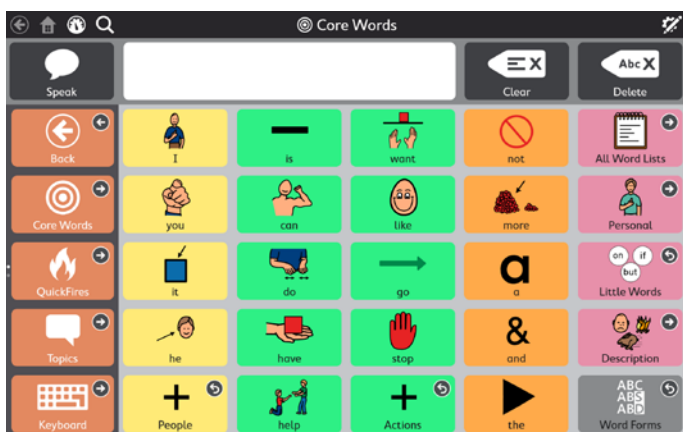 Core Words
Speak
Clear
Abc X
Delete
Back
I
is
want
not
All Word Lists
Core Words
you
can
like
more
Personal
QuickFires
it
do
go
a
a
on if
but
Little Words
Topics
he
have
stop
&
and
Description
Keyboard
People
help
Actions
the
ABC
ABS
ABD
Word Forms